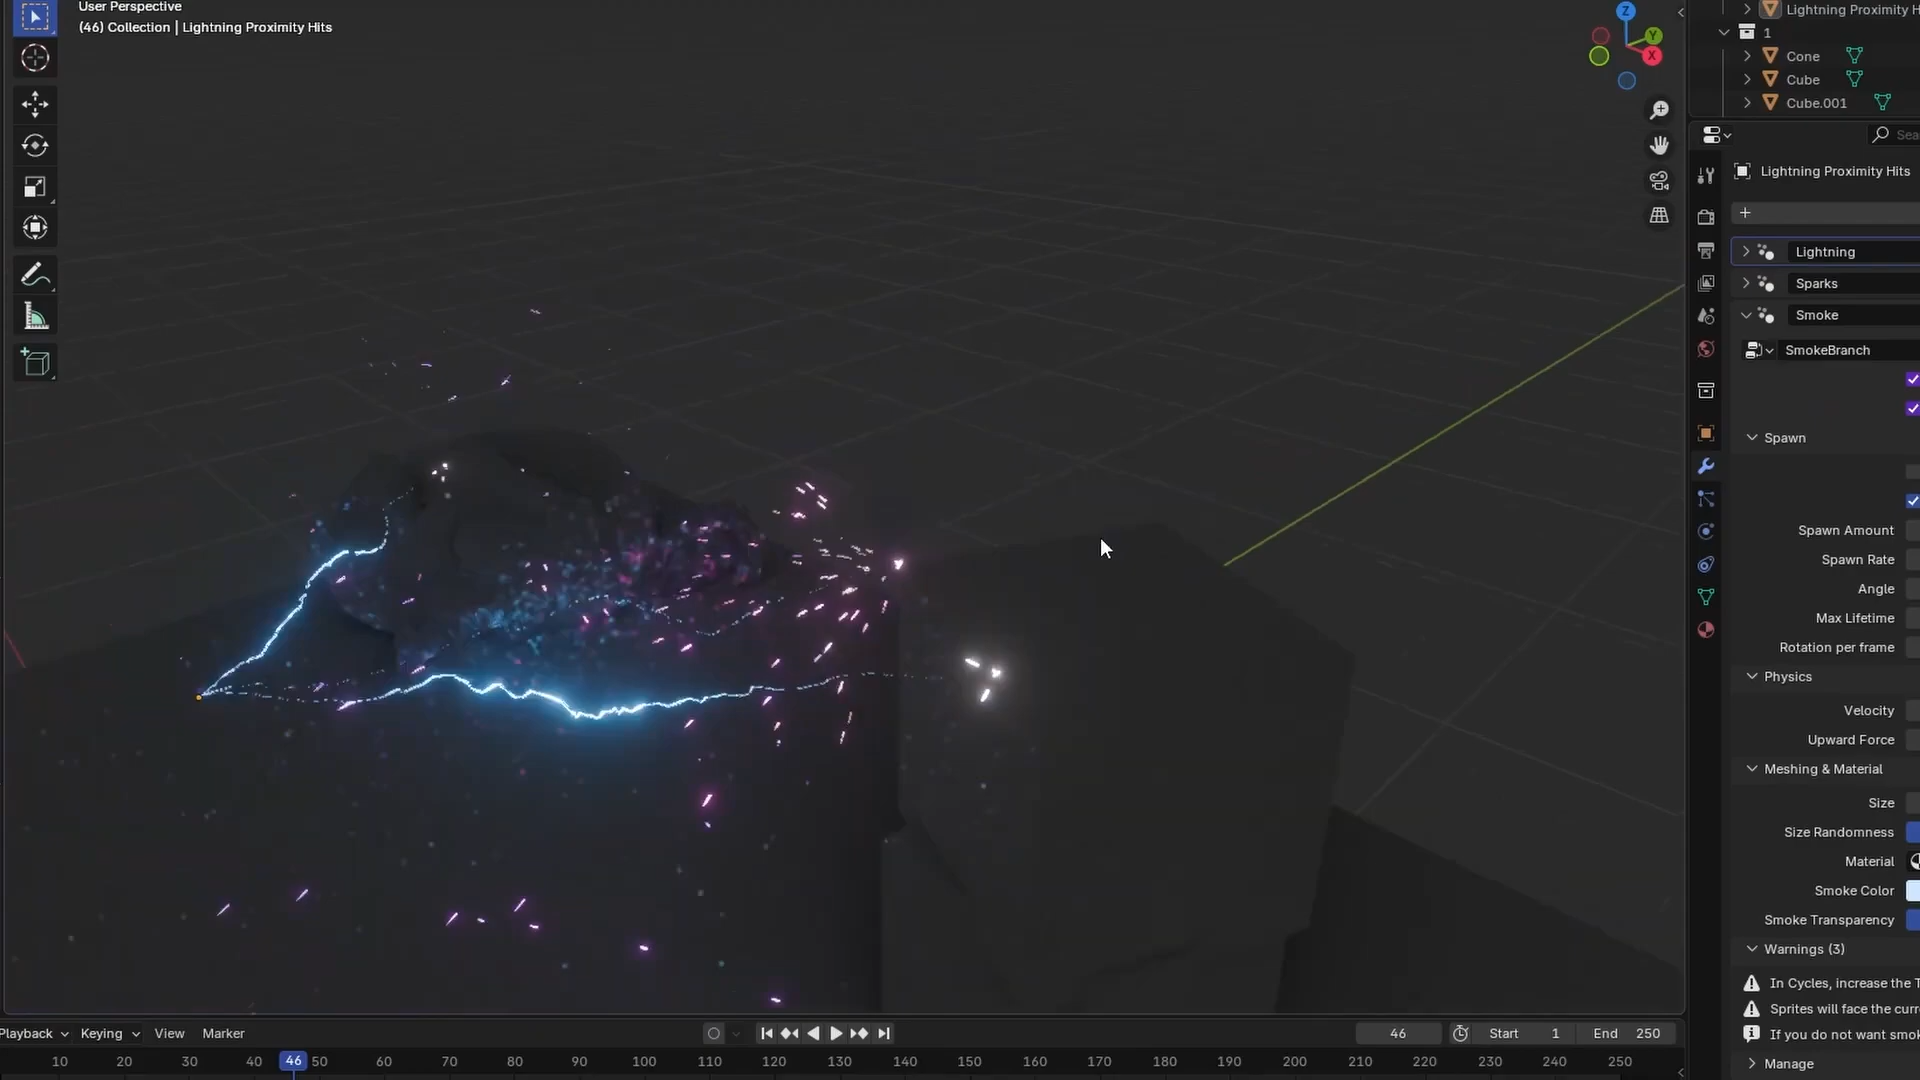 User Perspective
(46) Collection | Lightning Proximity Hits
Z
Y
X
Lightning Proximity H
1
Cone
Cube
Cube.001
Sea
Lightning Proximity Hits
Lightning
Sparks
Smoke
SmokeBranch
Spawn
Spawn Amount
Spawn Rate
Angle
Max Lifetime
Rotation per frame
Physics
Velocity
Upward Force
Meshing & Material
Size
Size Randomness
Material
Smoke Color
Smoke Transparency
Warnings (3)
In Cycles, increase the T
Sprites will face the curr
If you do not want smok
Manage
Playback Keying View Marker 46 Start 1 End 250
10 20 30 40 46 50 60 70 80 90 100 110 120 130 140 150 160 170 180 190 200 210 220 230 240 250